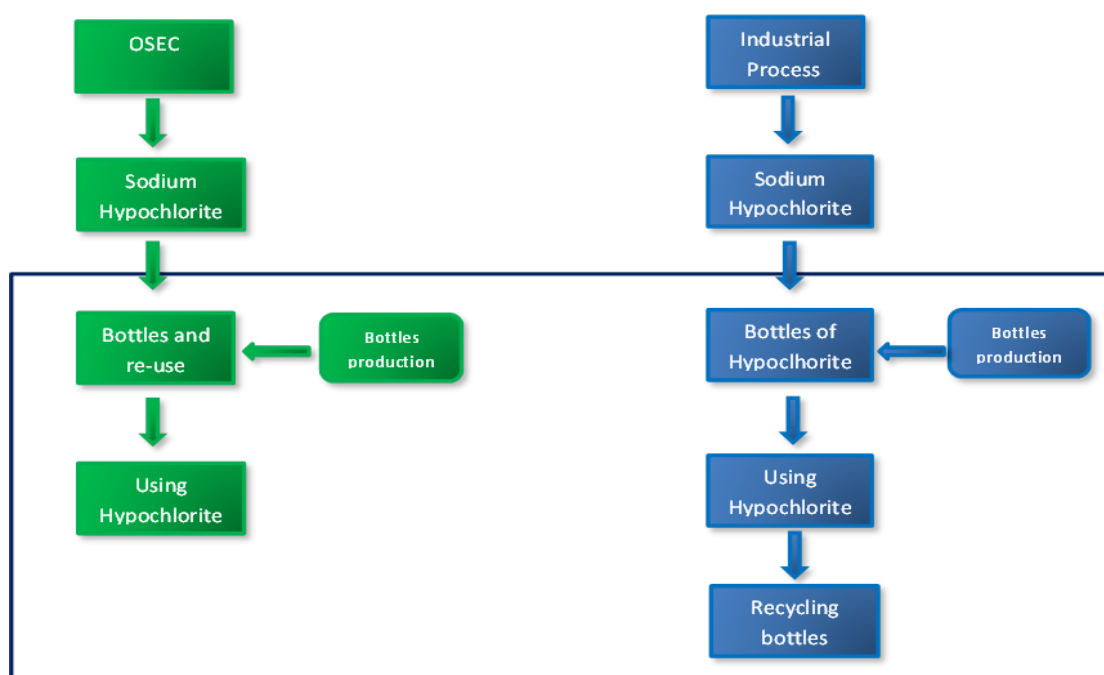 OSEC
Sodium
Hypochlorite
Bottles and
re-use
Bottles
production
Using
Hypochlorite
Industrial
Process
Sodium
Hypochlorite
Bottles of
Hypoclhorite
Bottles
production
Using
Hypochlorite
Recycling
bottles